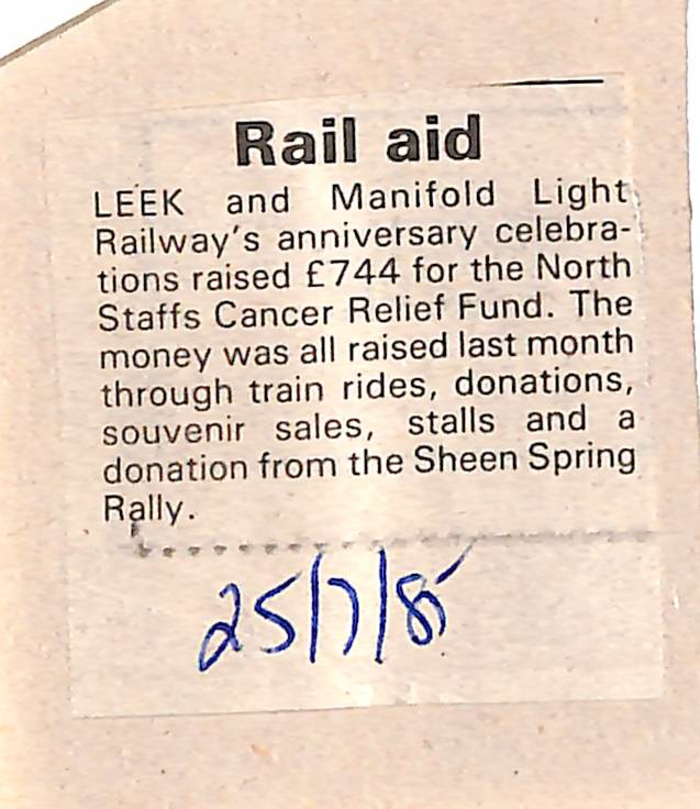 Rail aid
LEEK and Manifold Light
Railway's anniversary celebra-
tions raised £744 for the North
Staffs Cancer Relief Fund. The
money was all raised last month
through train rides, donations,
souvenir sales, stalls and a
donation from the Sheen Spring
Rally.
25/7/85